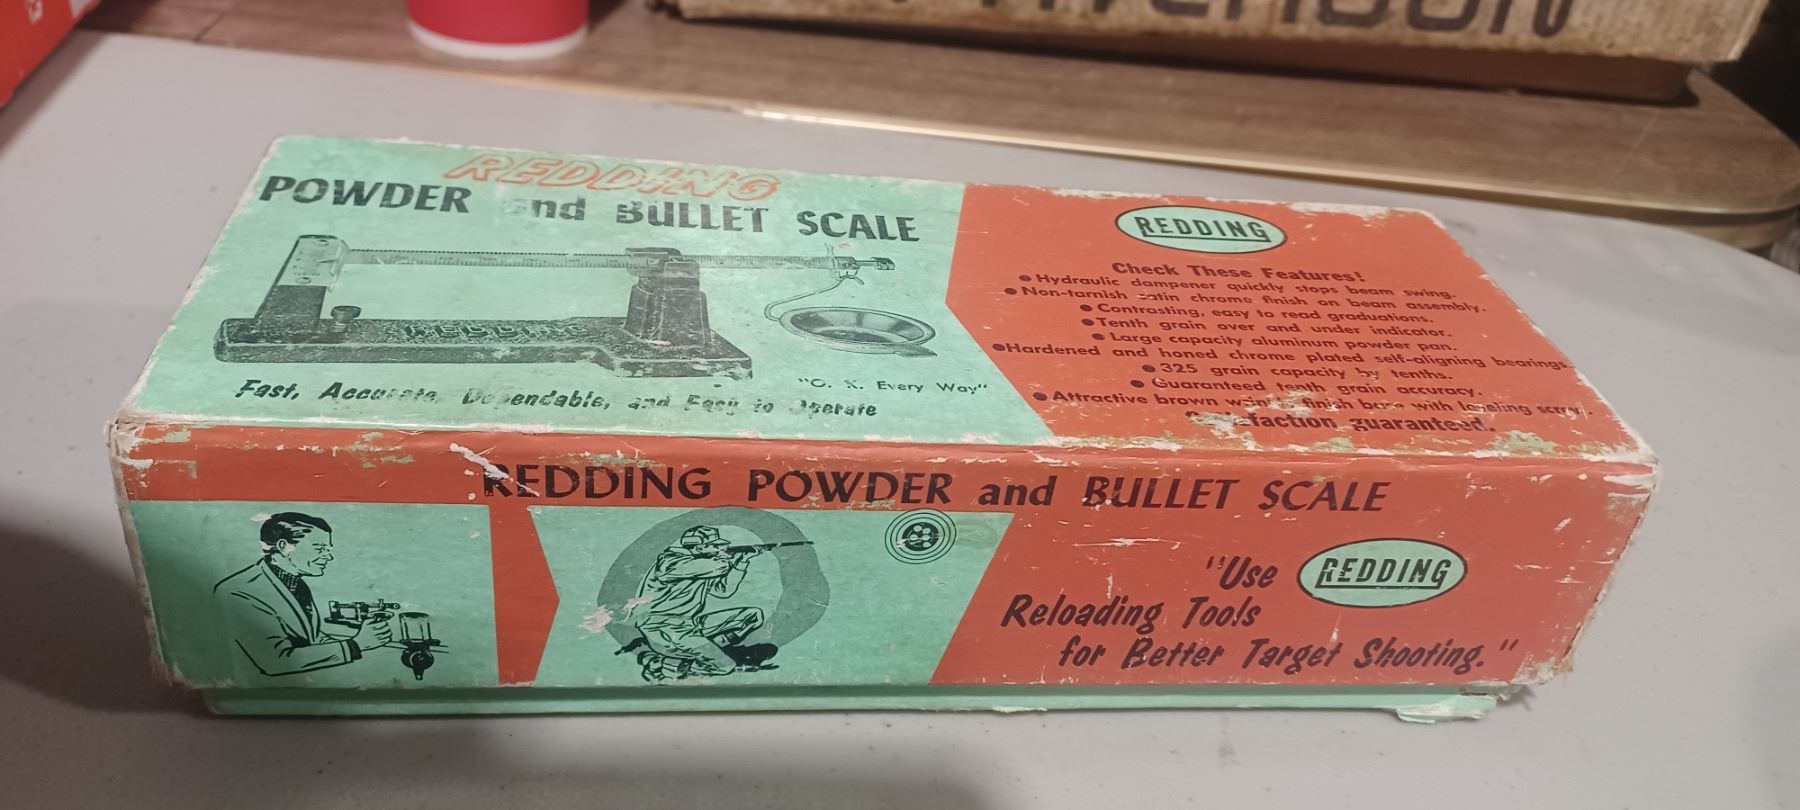 REDDING
POWDER and BULLET SCALE
REDDING
"O. K. Every Way"
Fast, Accurate, Dependable, and Easy to Operate
REDDING
Check These Features!
● Hydraulic dampener quickly stops beam swing.
● Non-tarnish satin chrome finish on beam assembly.
● Contrasting, easy to read graduations.
● Tenth grain over and under indicator.
● Large capacity aluminum powder pan.
● Hardened and honed chrome plated self-aligning bearings.
● 325 grain capacity by tenths.
● Guaranteed tenth grain accuracy.
● Attractive brown wrinkle finish base with leveling screw.
Satisfaction guaranteed.
REDDING POWDER and BULLET SCALE
"Use REDDING
Reloading Tools
for Better Target Shooting."